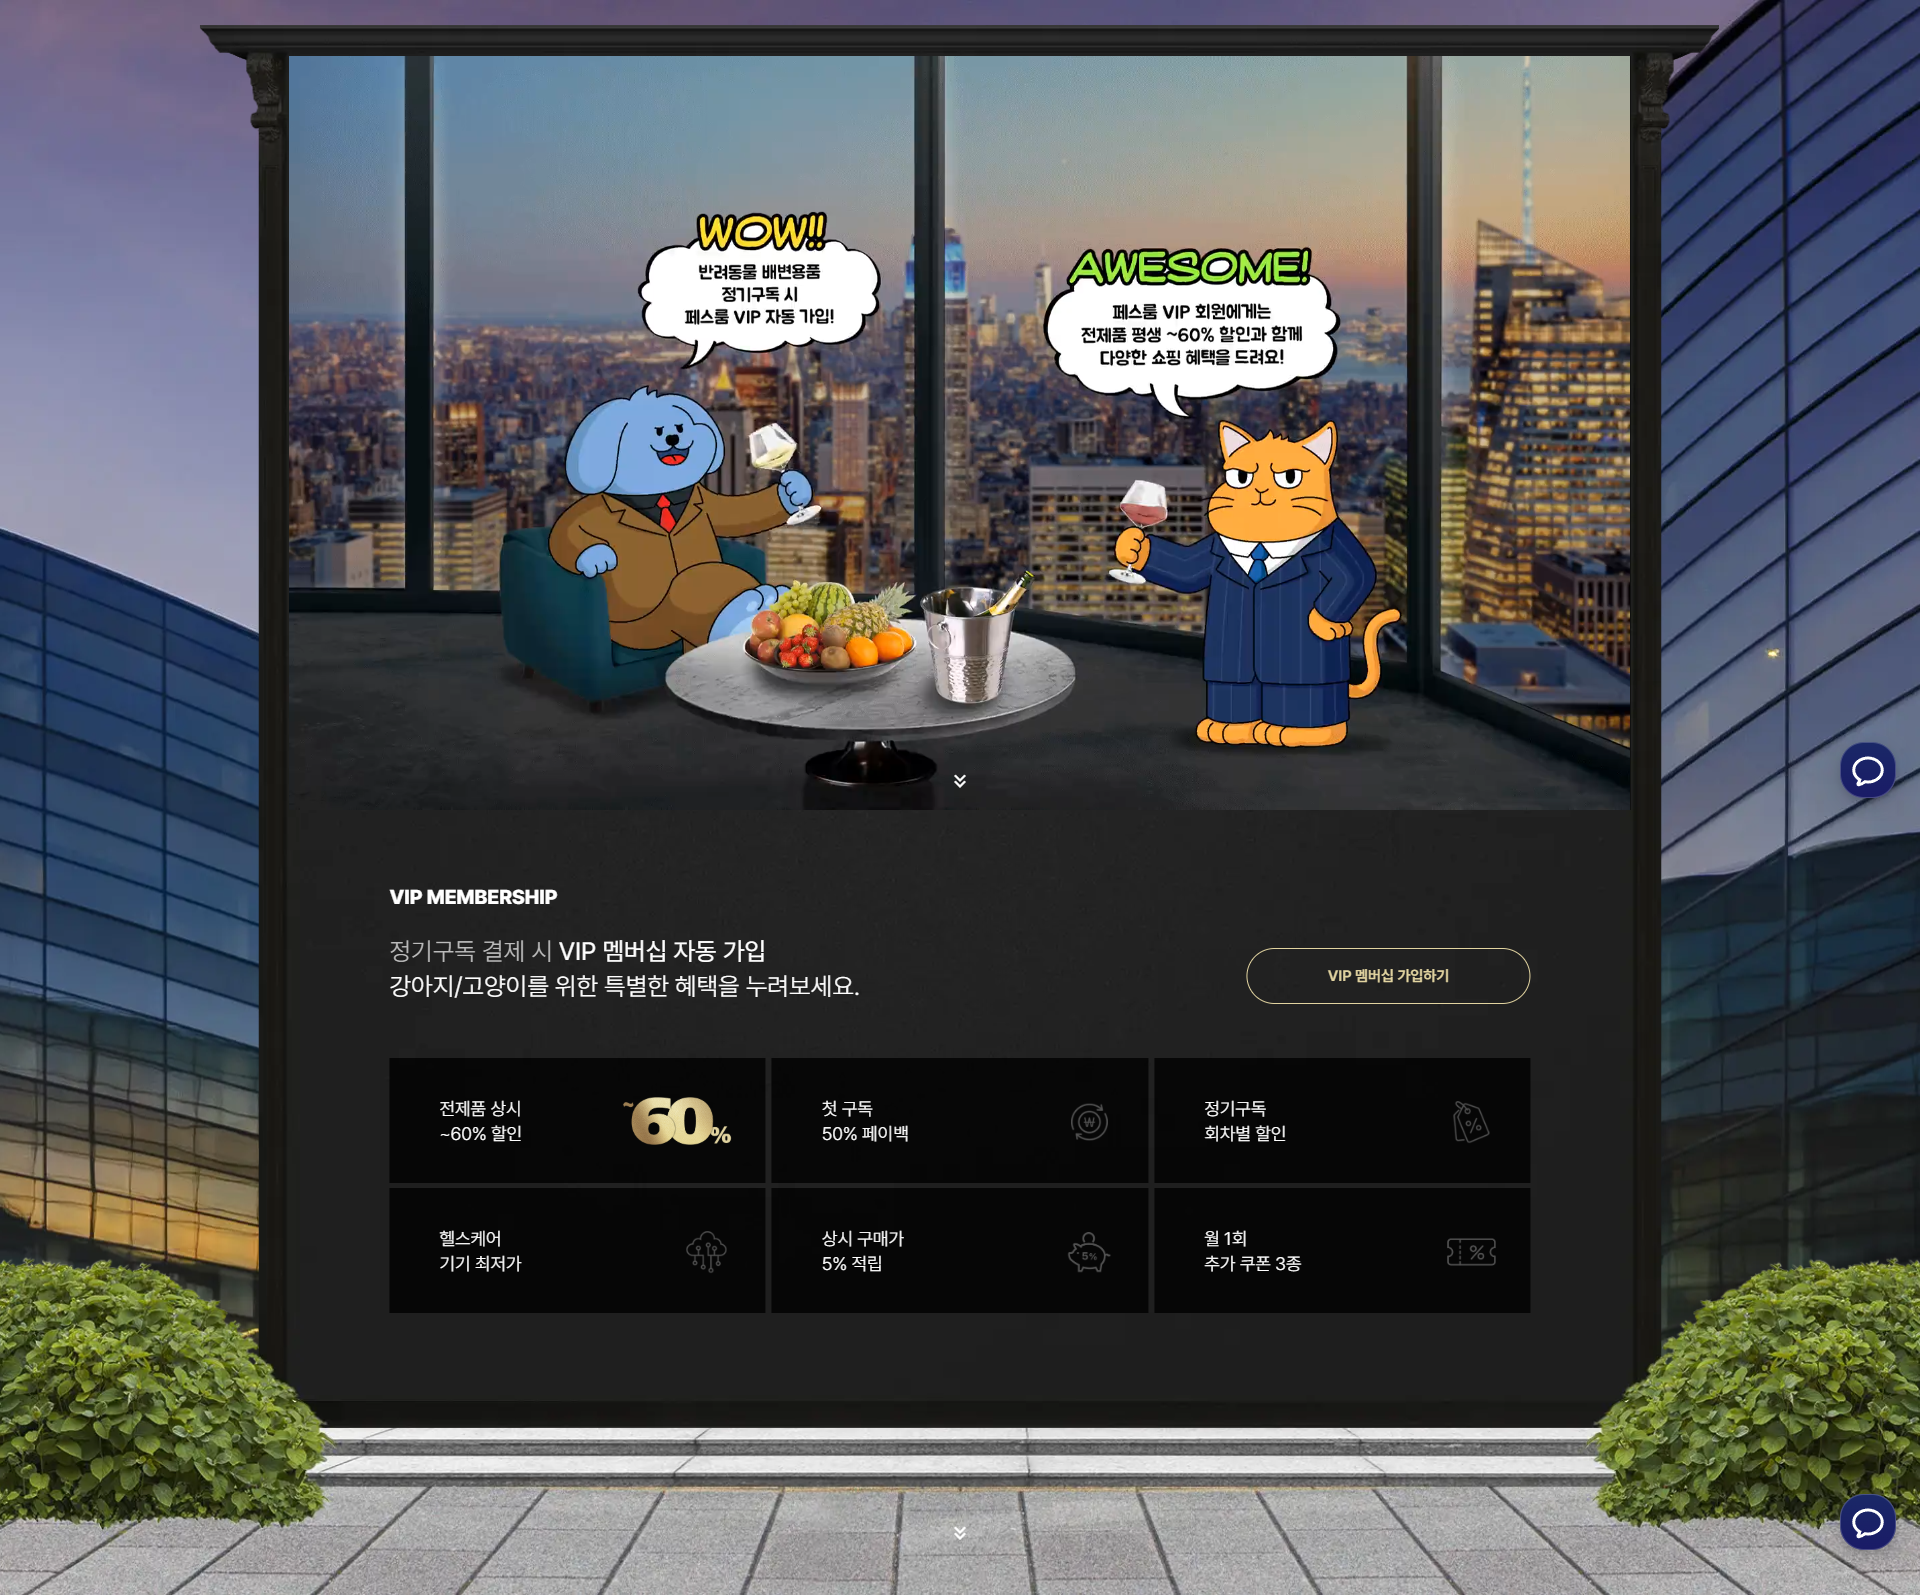 WOW!!
반려동물 배변용품
정기구독 시
페스룸 VIP 자동 가입!
AWESOME!
페스룸 VIP 회원에게는
전제품 평생 ~60% 할인과 함께
다양한 쇼핑 혜택을 드려요!
VIP MEMBERSHIP
정기구독 결제 시 VIP 멤버십 자동 가입
강아지/고양이를 위한 특별한 혜택을 누려보세요.
VIP 멤버십 가입하기
전제품 상시
~60% 할인
~60%
첫 구독
50% 페이백
₩
정기구독
회차별 할인
%
헬스케어
기기 최저가
상시 구매가
5% 적립
5%
월 1회
추가 쿠폰 3종
%